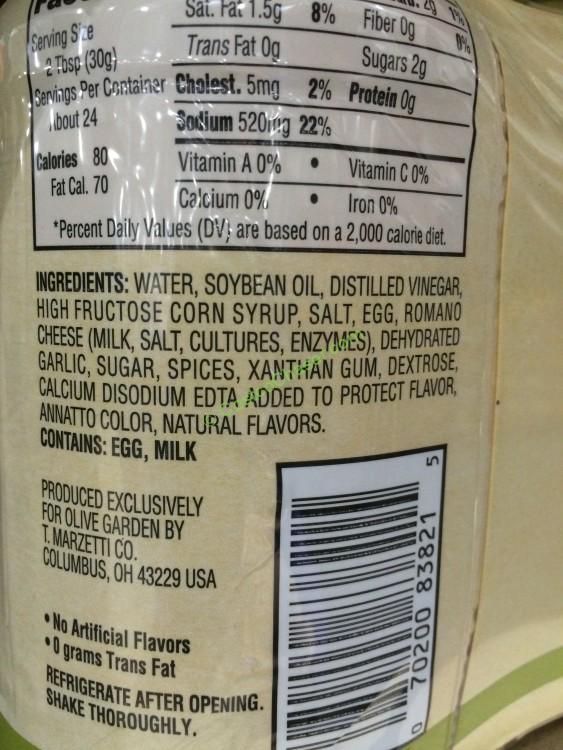 Sat. Fat 1.5g 8% Fiber 0g 0%
Serving Size
2 Tbsp (30g)
Trans Fat 0g Sugars 2g
Servings Per Container
About 24
Cholest. 5mg 2% Protein 0g
Sodium 520mg 22%
Calories 80
Fat Cal. 70
Vitamin A 0% • Vitamin C 0%
Calcium 0% • Iron 0%
*Percent Daily Values (DV) are based on a 2,000 calorie diet.
INGREDIENTS: WATER, SOYBEAN OIL, DISTILLED VINEGAR,
HIGH FRUCTOSE CORN SYRUP, SALT, EGG, ROMANO
CHEESE (MILK, SALT, CULTURES, ENZYMES), DEHYDRATED
GARLIC, SUGAR, SPICES, XANTHAN GUM, DEXTROSE,
CALCIUM DISODIUM EDTA ADDED TO PROTECT FLAVOR,
ANNATTO COLOR, NATURAL FLAVORS.
CONTAINS: EGG, MILK
PRODUCED EXCLUSIVELY
FOR OLIVE GARDEN BY
T. MARZETTI CO.
COLUMBUS, OH 43229 USA
• No Artificial Flavors
• 0 grams Trans Fat
REFRIGERATE AFTER OPENING.
SHAKE THOROUGHLY.
0 70200 83821 5